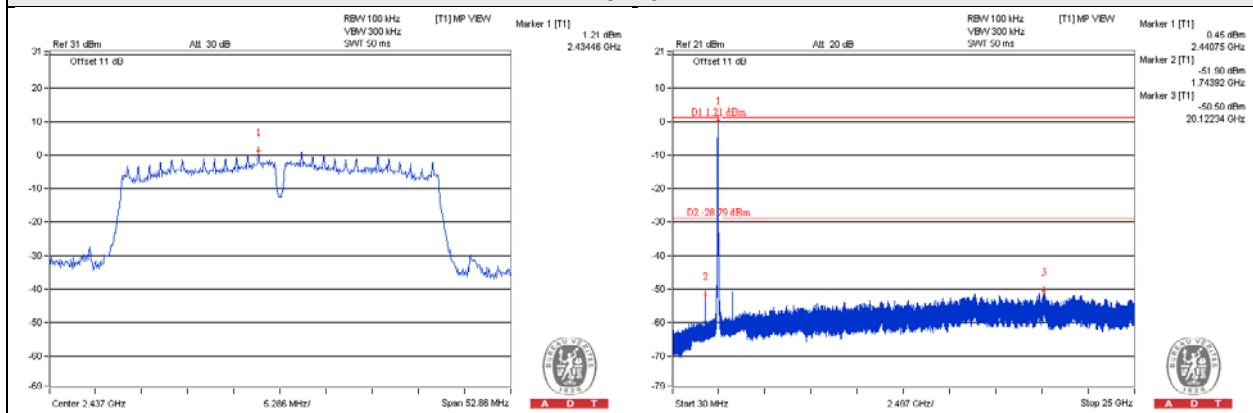 RBW 100 kHz
[T1] MP VIEW
VBW 300 kHz
Ref 31 dBm
Att 30 dB
SWT 50 ms
Marker 1 [T1]
1.21 dBm
2.43446 GHz
31
Offset 11 dB
20
10
0
-10
-20
-30
-40
-50
-60
-69
1
Center 2.437 GHz
5.286 MHz/
Span 52.86 MHz
BUREAU VERITAS
1828
A D T
RBW 100 kHz
[T1] MP VIEW
VBW 300 kHz
Ref 21 dBm
Att 20 dB
SWT 50 ms
Marker 1 [T1]
0.45 dBm
2.44075 GHz
Marker 2 [T1]
-51.90 dBm
1.74392 GHz
Marker 3 [T1]
-50.50 dBm
20.12234 GHz
21
Offset 11 dB
10
0
-10
-20
-30
-40
-50
-60
-70
-79
1
D1 1.21 dBm
D2 -28.79 dBm
2
3
Start 30 MHz
2.497 GHz/
Stop 25 GHz
BUREAU VERITAS
1828
A D T